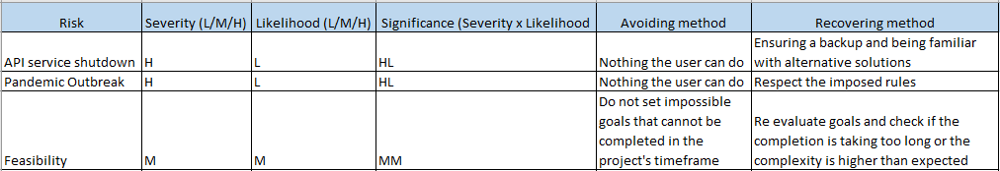 Risk Severity (L/M/H) Likelihood (L/M/H) Significance (Severity x Likelihood Avoiding method Recovering method
Ensuring a backup and being familiar
API service shutdown H L HL Nothing the user can do with alternative solutions
Pandemic Outbreak H L HL Nothing the user can do Respect the imposed rules
Do not set impossible
goals that cannot be Re evaluate goals and check if the
completed in the completion is taking too long or the
Feasibility M M MM project's timeframe complexity is higher than expected